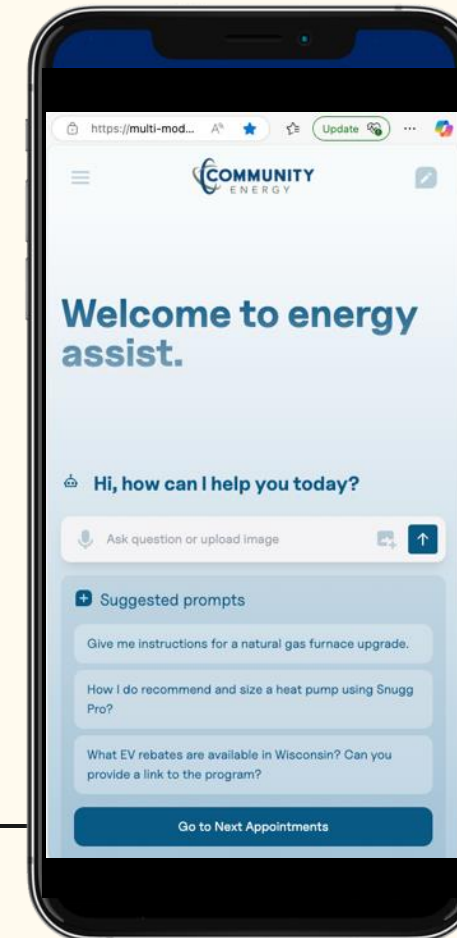 https://multi-mod...
Update
...
COMMUNITY
ENERGY
Welcome to energy
assist.
Hi, how can I help you today?
Ask question or upload image
Suggested prompts
Give me instructions for a natural gas furnace upgrade.
How I do recommend and size a heat pump using Snugg
Pro?
What EV rebates are available in Wisconsin? Can you
provide a link to the program?
Go to Next Appointments